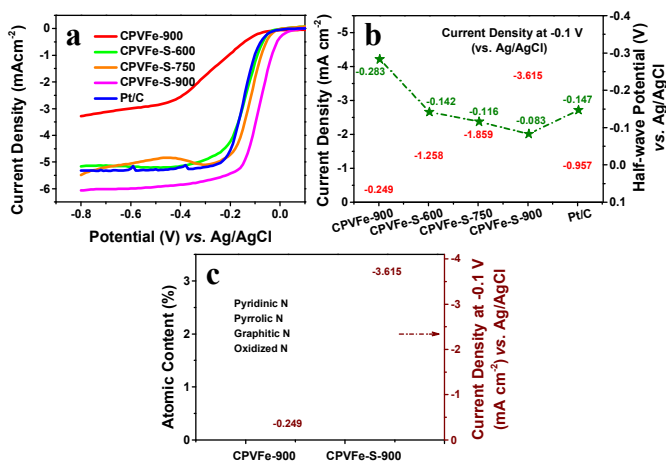 a
CPVFe-900
CPVFe-S-600
CPVFe-S-750
CPVFe-S-900
Pt/C
0
-1
-2
-3
-4
-5
-6
-0.8
-0.6
-0.4
-0.2
0.0
Current Density (mAcm⁻²)
Potential (V) vs. Ag/AgCl
b
Current Density at -0.1 V
(vs. Ag/AgCl)
-5
-4
-3
-2
-1
0
Current Density (mA cm⁻²)
-0.283
-0.142
-0.116
-0.083
-0.147
-0.249
-1.258
-1.859
-3.615
-0.957
-0.4
-0.3
-0.2
-0.1
0.0
0.1
Half-wave Potential (V)
vs. Ag/AgCl
CPVFe-900
CPVFe-S-600
CPVFe-S-750
CPVFe-S-900
Pt/C
c
3
2
1
0
Atomic Content (%)
Pyridinic N
Pyrrolic N
Graphitic N
Oxidized N
-3.615
-0.249
-4
-3
-2
-1
0
Current Density at -0.1 V
(mA cm⁻²) vs. Ag/AgCl
CPVFe-900
CPVFe-S-900